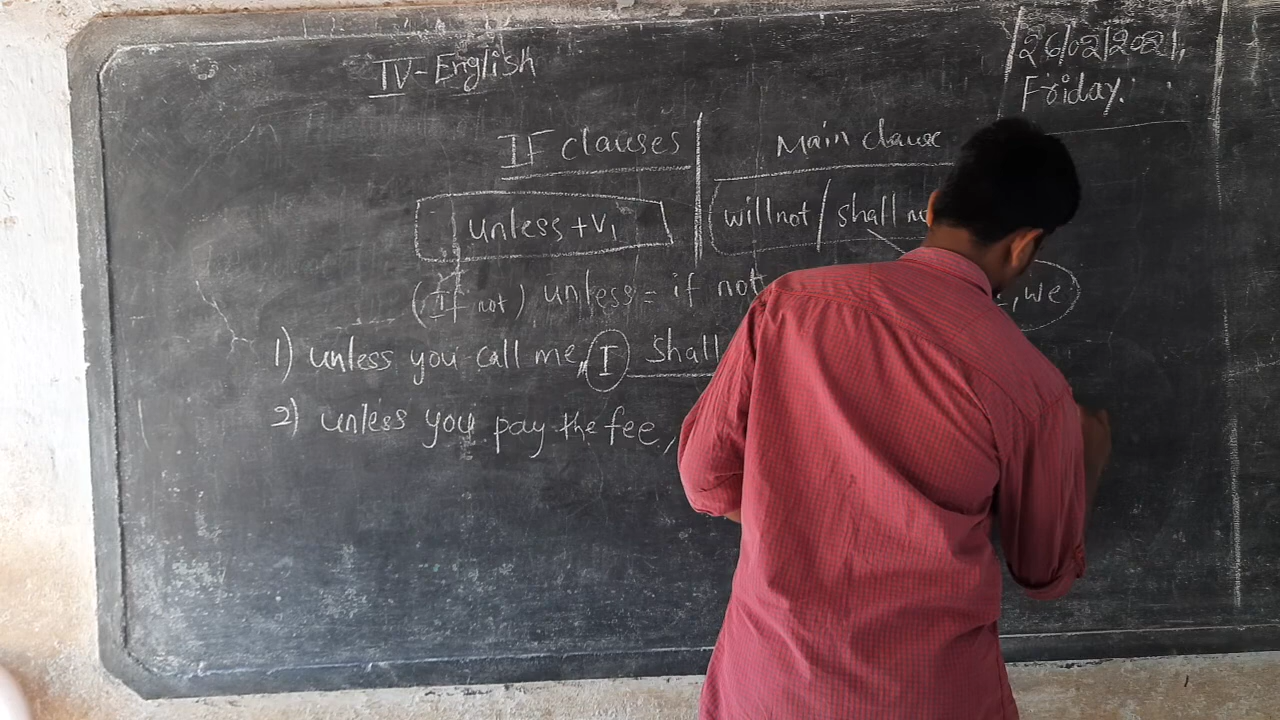 IV-English
26/02/2021,
Friday.
IF clauses | Main clause
unless+V1 | will not / shall
(If not) unless = if not
, we
1) unless you call me, I shall
2) unless you pay the fee,